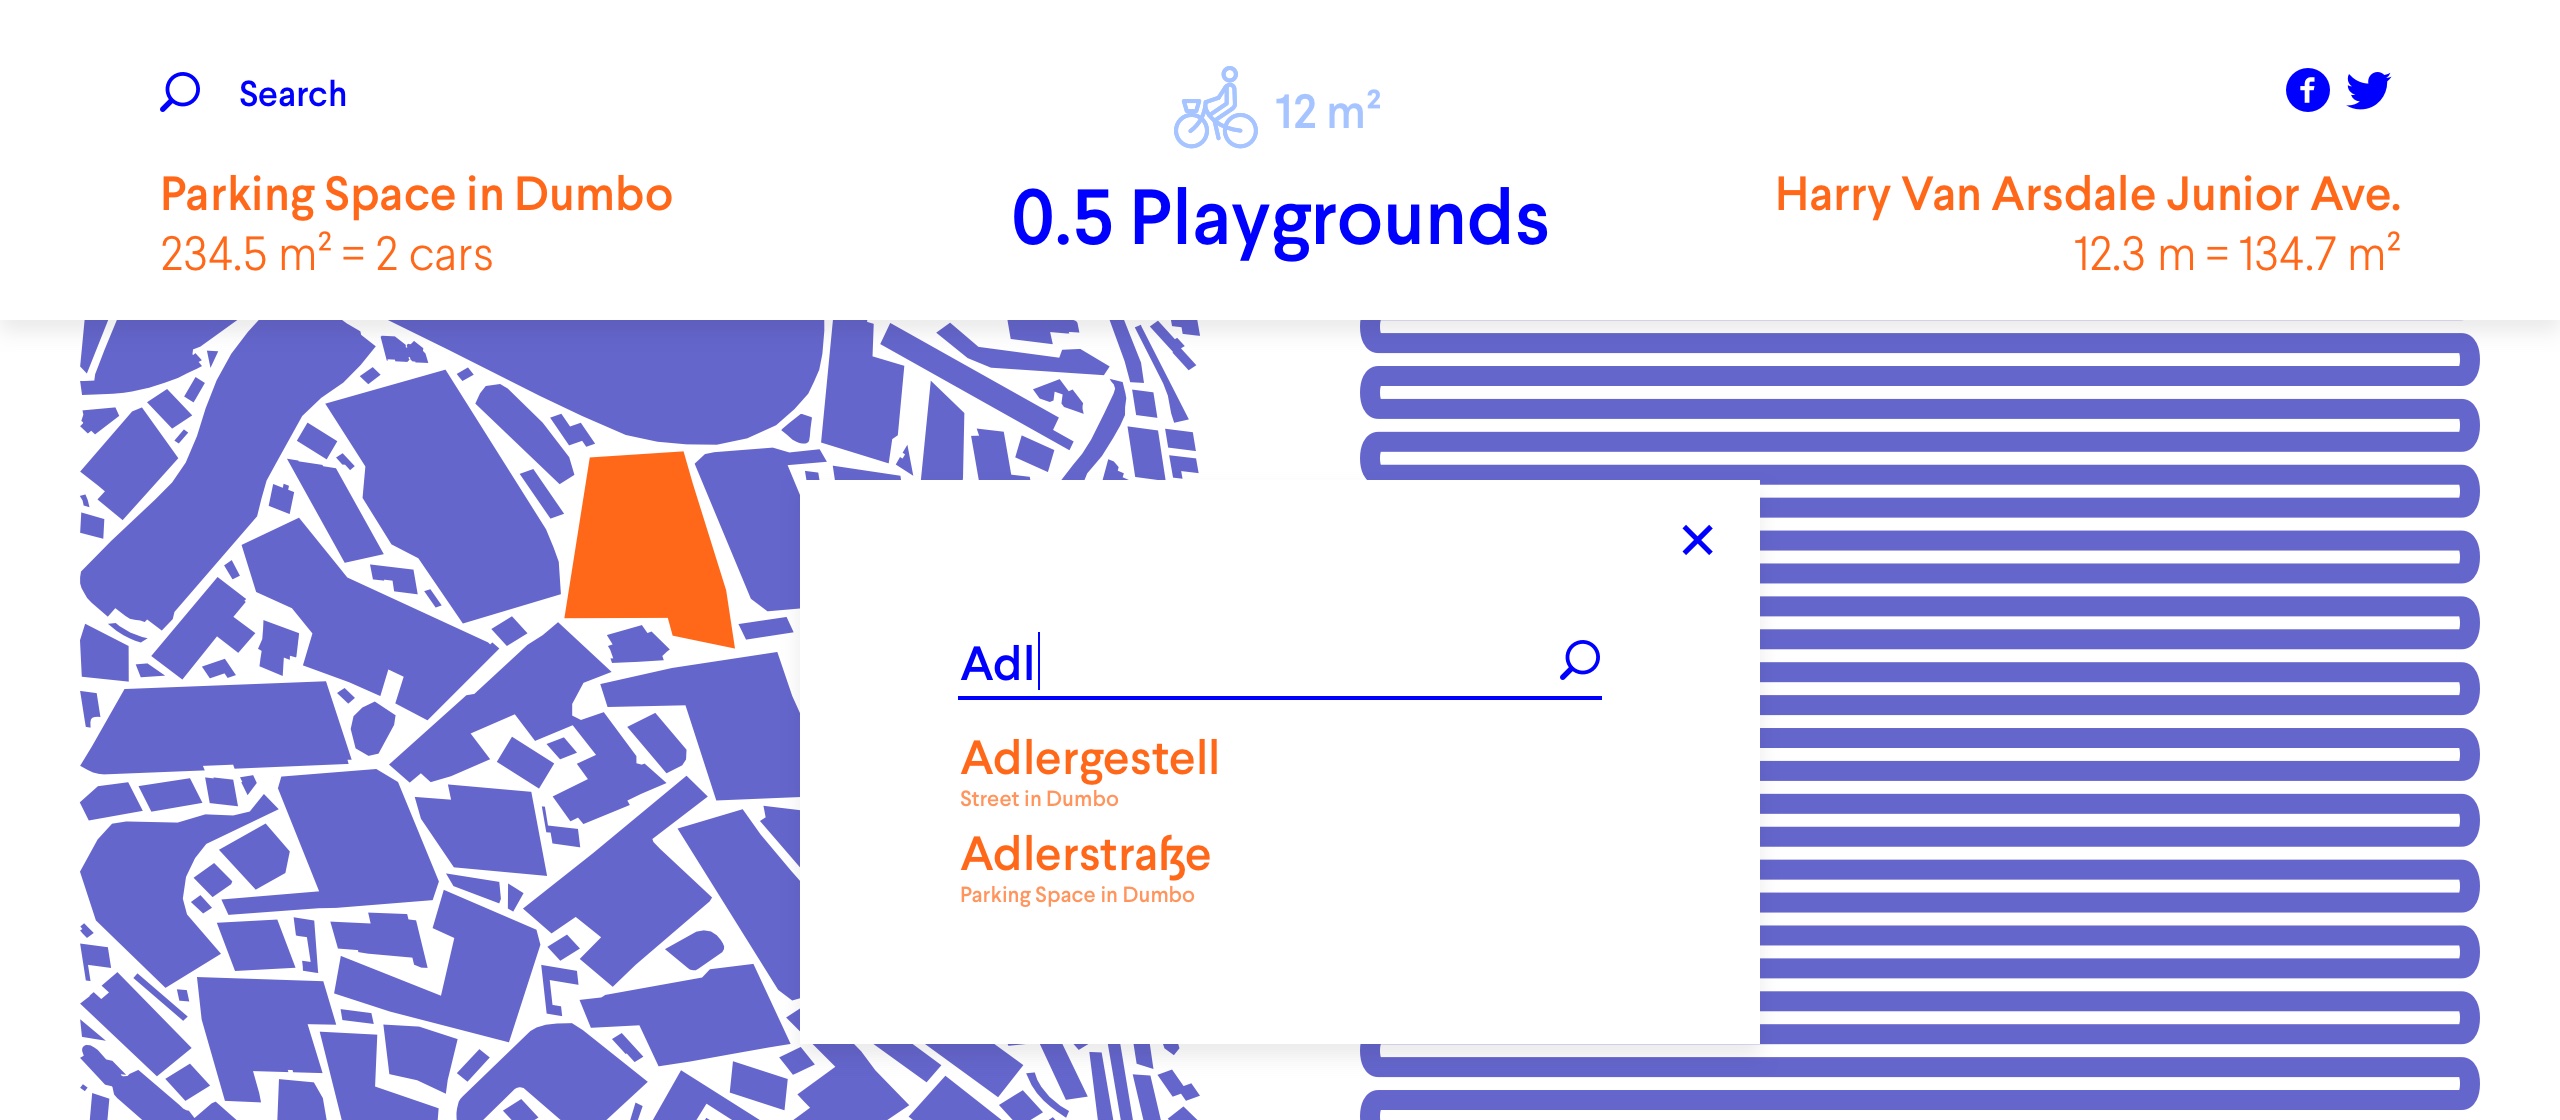 Search
12 m²
Parking Space in Dumbo
234.5 m² = 2 cars
0.5 Playgrounds
Harry Van Arsdale Junior Ave.
12.3 m = 134.7 m²
Adl
Adlergestell
Street in Dumbo
Adlerstraße
Parking Space in Dumbo